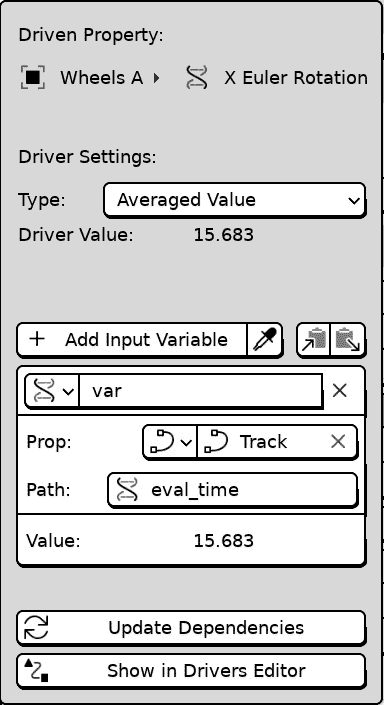 Driven Property:
Wheels A X Euler Rotation
Driver Settings:
Type: Averaged Value
Driver Value: 15.683
+ Add Input Variable
var
Prop: Track
Path: eval_time
Value: 15.683
Update Dependencies
Show in Drivers Editor